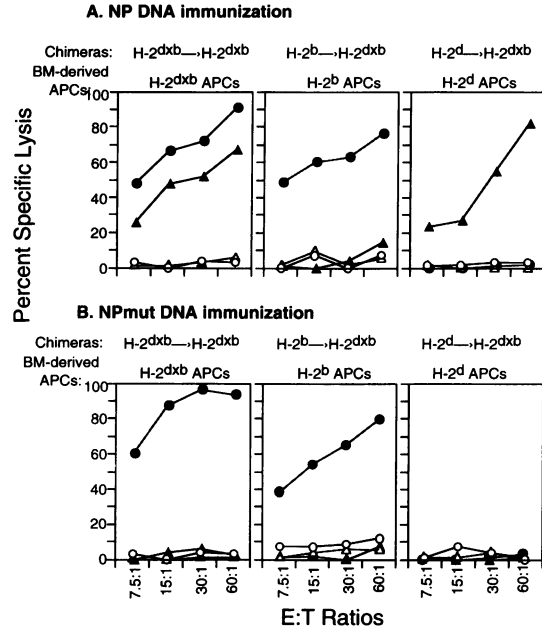 A. NP DNA immunization
Chimeras: H-2dxb→H-2dxb H-2b→H-2dxb H-2d→H-2dxb
BM-derived
APCs: H-2dxb APCs H-2b APCs H-2d APCs
100
80
60
40
20
0
Percent Specific Lysis
B. NPmut DNA immunization
Chimeras: H-2dxb→H-2dxb H-2b→H-2dxb H-2d→H-2dxb
BM-derived
APCs: H-2dxb APCs H-2b APCs H-2d APCs
100
80
60
40
20
0
7.5:1 15:1 30:1 60:1 7.5:1 15:1 30:1 60:1 7.5:1 15:1 30:1 60:1
E:T Ratios